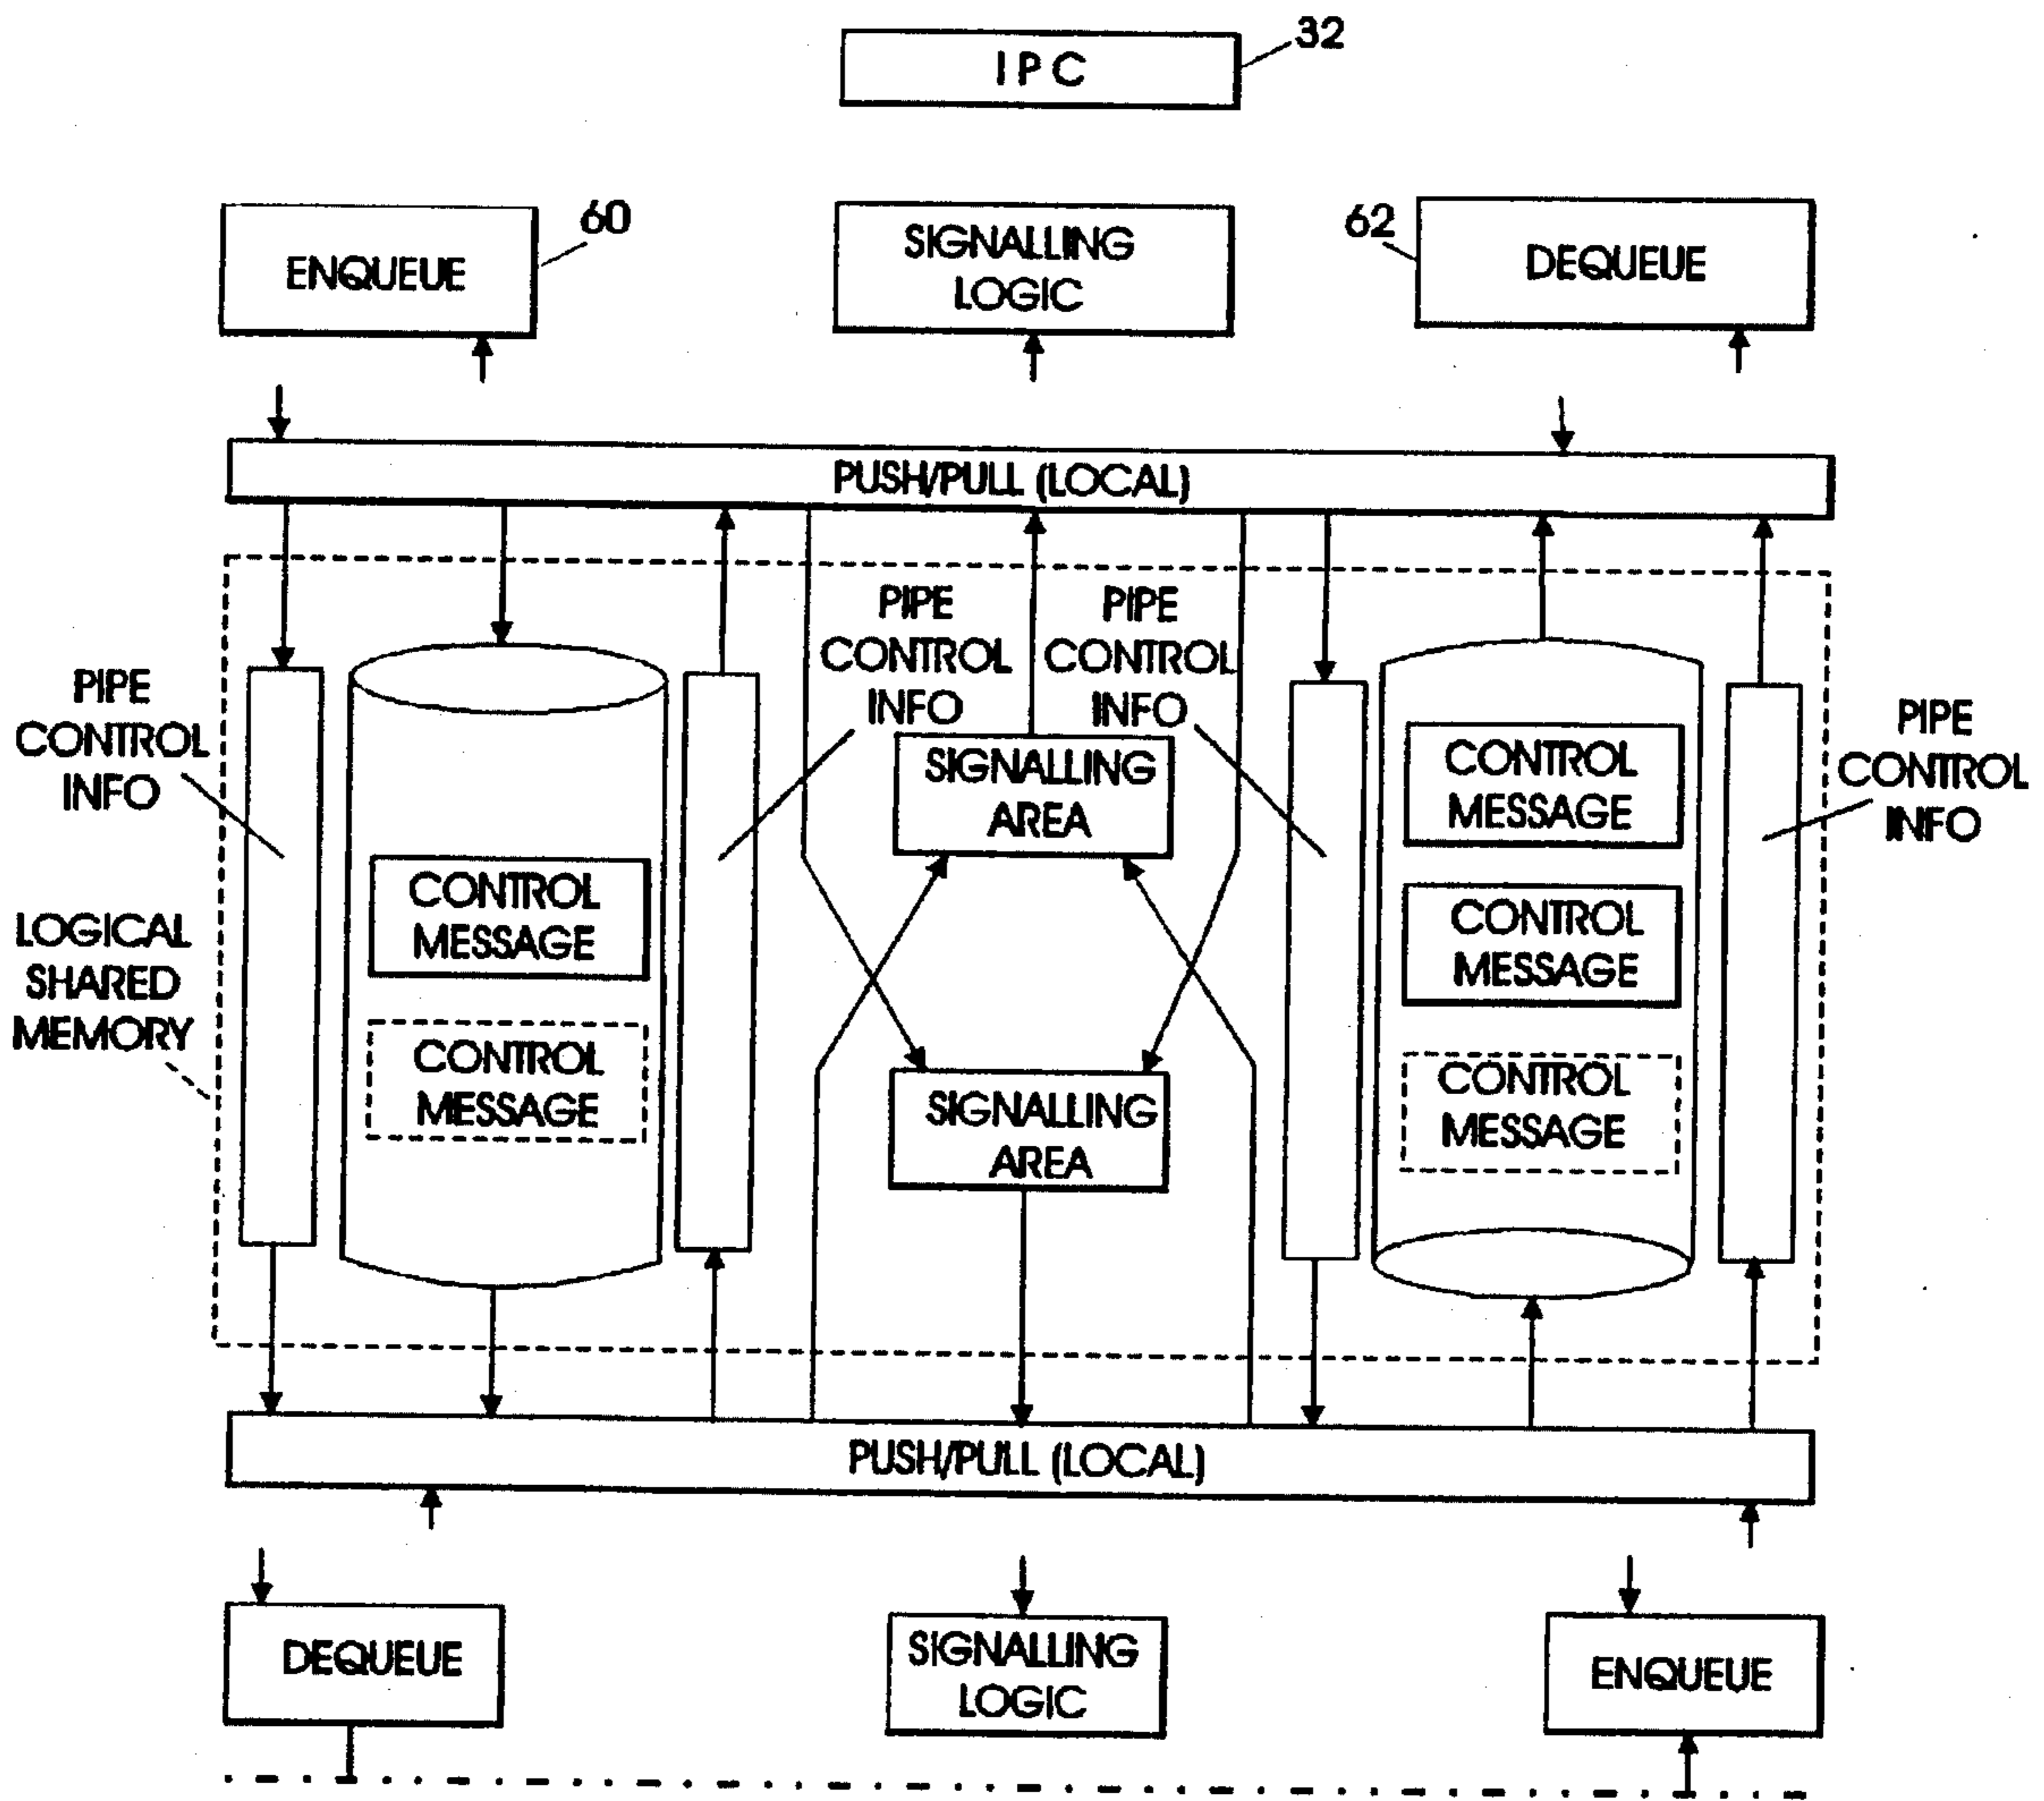 IPC
32
ENQUEUE
60
SIGNALLING
LOGIC
62
DEQUEUE
PUSH/PULL (LOCAL)
PIPE
CONTROL
INFO
PIPE
CONTROL
INFO
PIPE
CONTROL
INFO
PIPE
CONTROL
INFO
SIGNALLING
AREA
CONTROL
MESSAGE
CONTROL
MESSAGE
CONTROL
MESSAGE
LOGICAL
SHARED
MEMORY
CONTROL
MESSAGE
SIGNALLING
AREA
CONTROL
MESSAGE
PUSH/PULL (LOCAL)
DEQUEUE
SIGNALLING
LOGIC
ENQUEUE